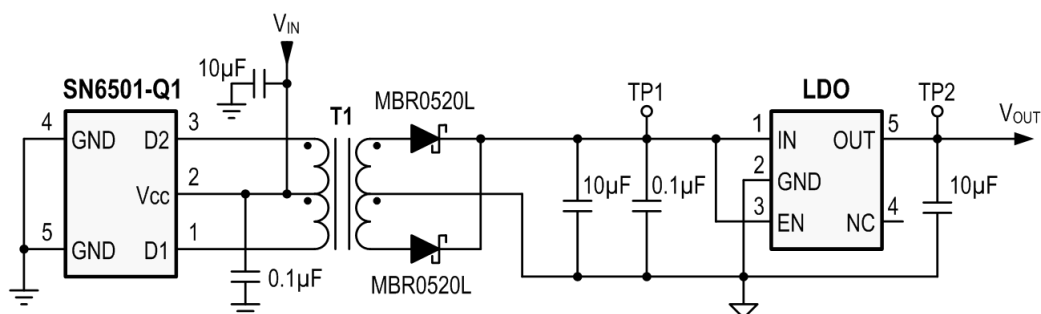 VIN
10µF
SN6501-Q1
4
GND
D2
3
Vcc
2
5
GND
D1
1
0.1µF
T1
MBR0520L
MBR0520L
TP1
10µF
0.1µF
LDO
1
IN
OUT
5
2
GND
3
EN
NC
4
TP2
VOUT
10µF